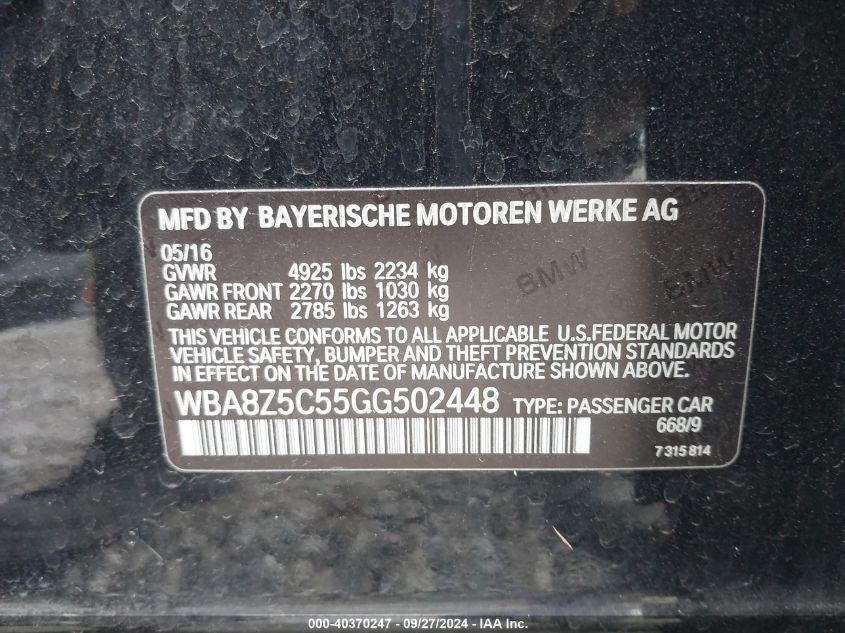 MFD BY BAYERISCHE MOTOREN WERKE AG
05/16
GVWR 4925 lbs 2234 kg
GAWR FRONT 2270 lbs 1030 kg
GAWR REAR 2785 lbs 1263 kg
THIS VEHICLE CONFORMS TO ALL APPLICABLE U.S.FEDERAL MOTOR
VEHICLE SAFETY, BUMPER AND THEFT PREVENTION STANDARDS
IN EFFECT ON THE DATE OF MANUFACTURE SHOWN ABOVE.
WBA8Z5C55GG502448 TYPE: PASSENGER CAR
668/9
7 315 814
BMW
BMW
000-40370247 - 09/27/2024 - IAA Inc.